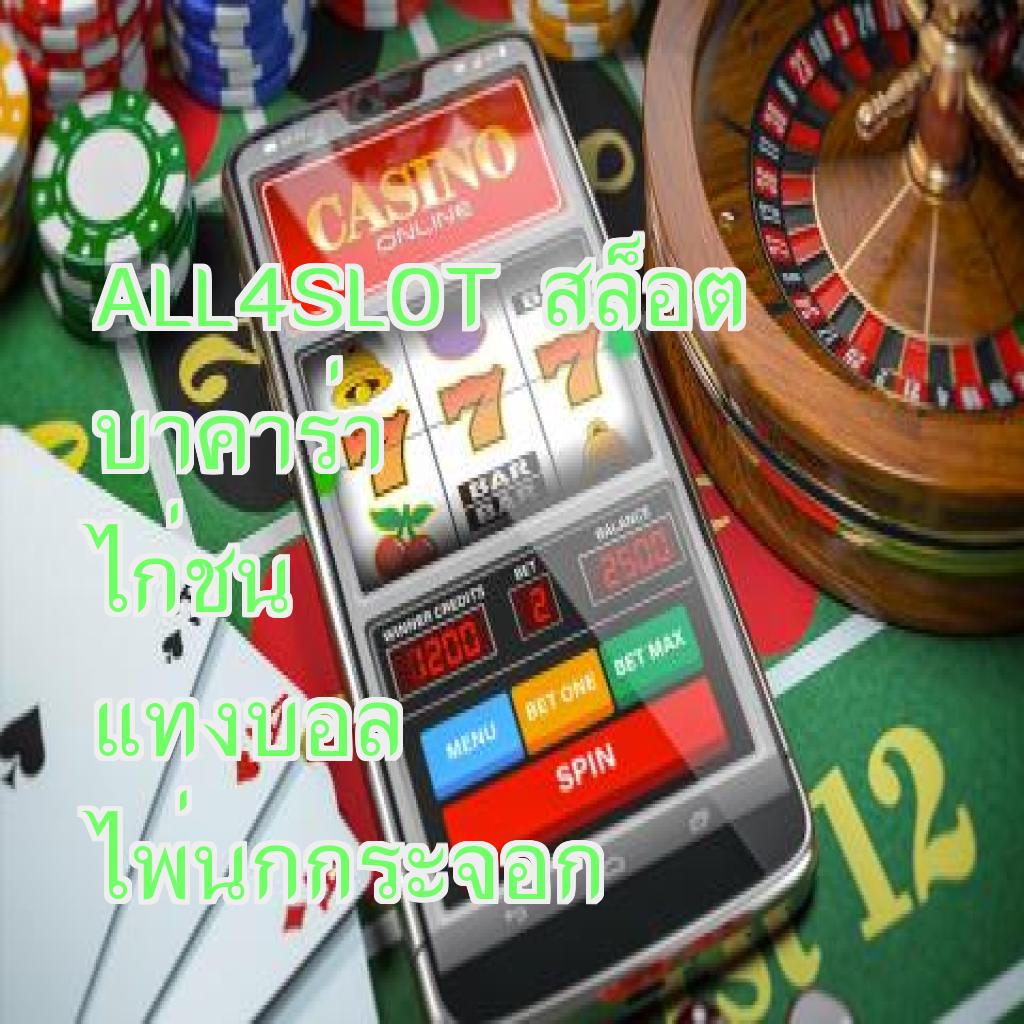 CASINO
ONLINE
ALL4SLOT สล็อต
บาคาร่า
ไก่ชน
แทงบอล
ไพ่นกกระจอก
BAR
BAR
WINNER CREDITS
1200
BET
2
BALANCE
2500
MENU
BET ONE
BET MAX
SPIN
st 12